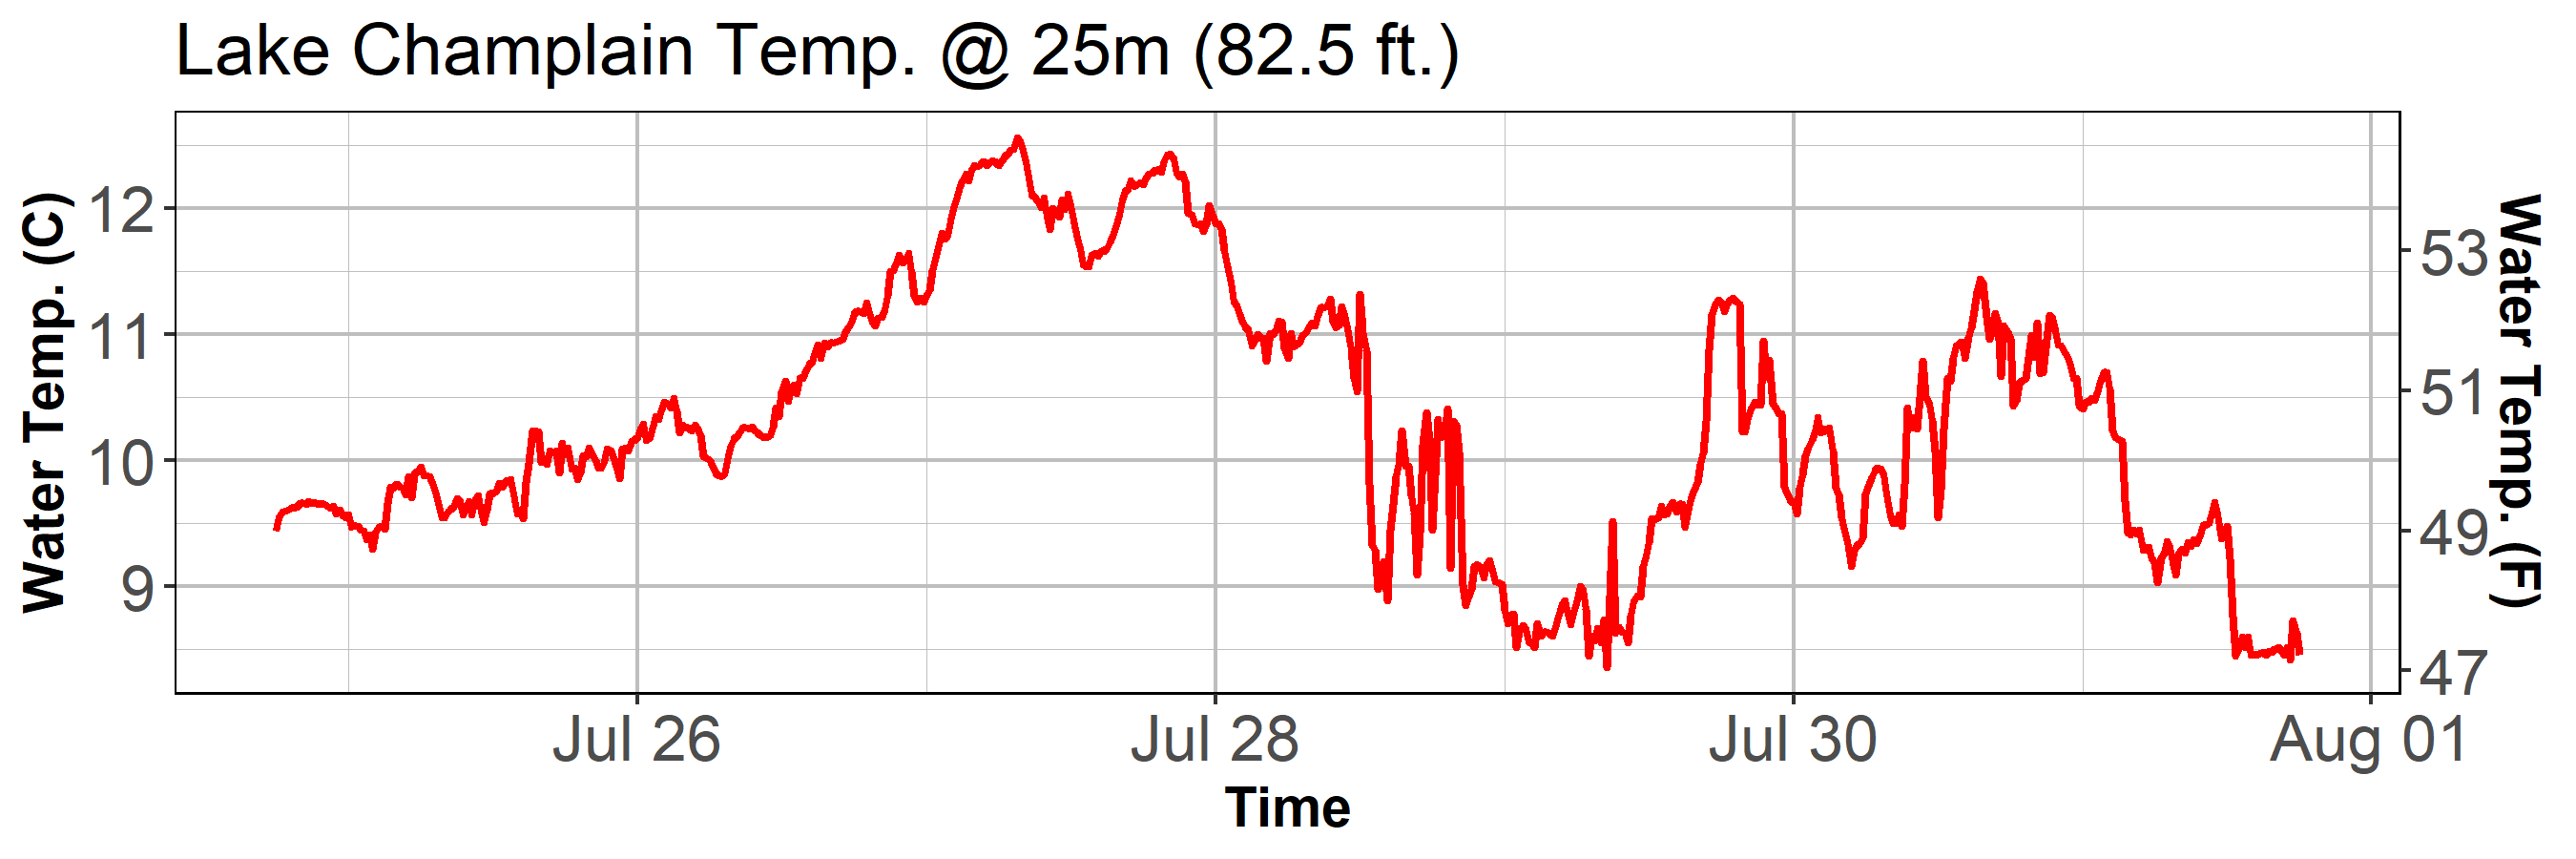 Lake Champlain Temp. @ 25m (82.5 ft.)
Water Temp. (C)
12
11
10
9
53
51
49
47
Water Temp. (F)
Jul 26
Jul 28
Jul 30
Aug 01
Time